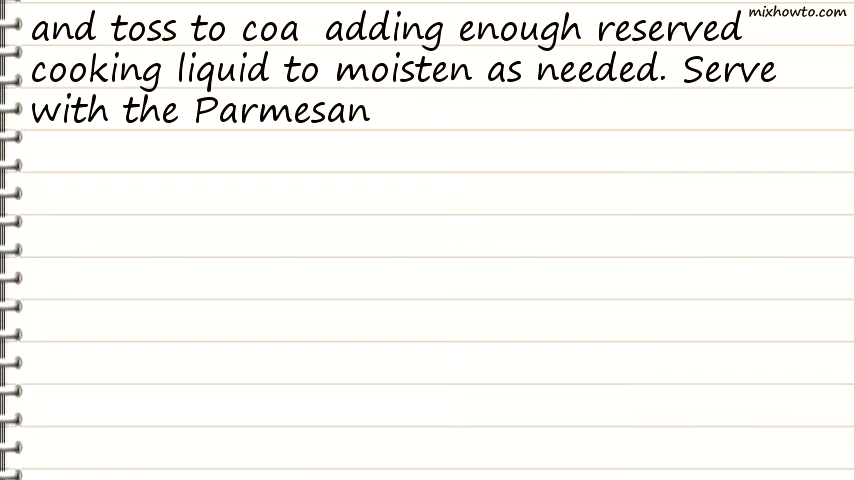 mixhowto.com
and toss to coa  adding enough reserved
cooking liquid to moisten as needed. Serve
with the Parmesan